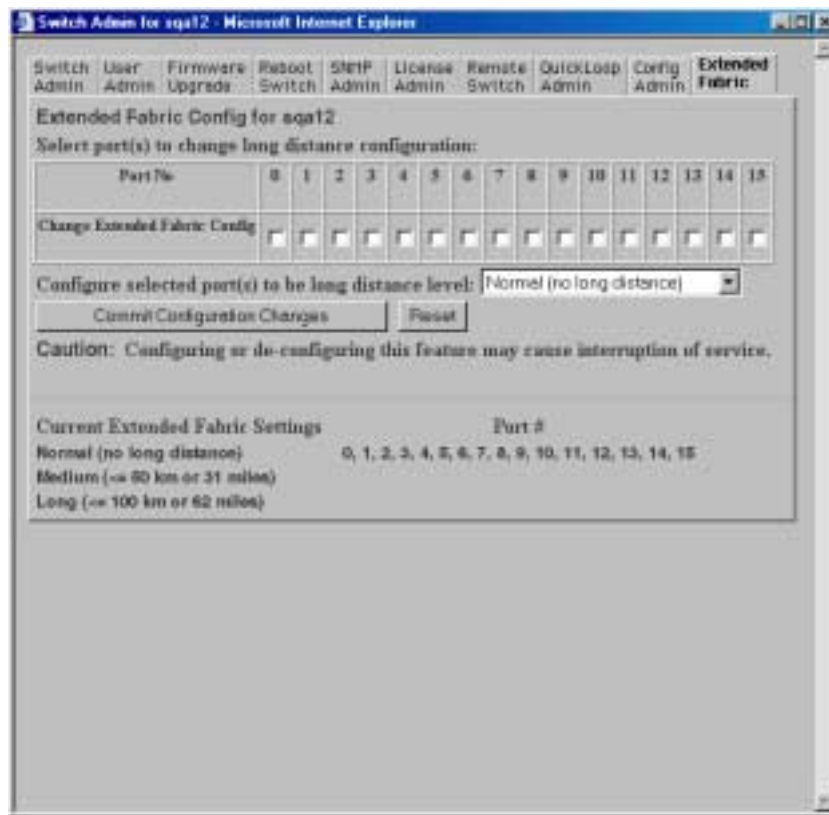 Switch Admin for sqa12 - Microsoft Internet Explorer
Switch Admin User Admin Firmware Upgrade Reboot Switch SNMP Admin License Admin Remote Switch QuickLoop Admin Config Admin Extended Fabric
Extended Fabric Config for sqa12
Select port(s) to change long distance configuration:
Port No 0 1 2 3 4 5 6 7 8 9 10 11 12 13 14 15
Change Extended Fabric Config
Configure selected port(s) to be long distance level: Normal (no long distance)
Commit Configuration Changes Reset
Caution: Configuring or de-configuring this feature may cause interruption of service.
Current Extended Fabric Settings Port #
Normal (no long distance) 0, 1, 2, 3, 4, 5, 6, 7, 8, 9, 10, 11, 12, 13, 14, 15
Medium (<= 50 km or 31 miles)
Long (<= 100 km or 62 miles)